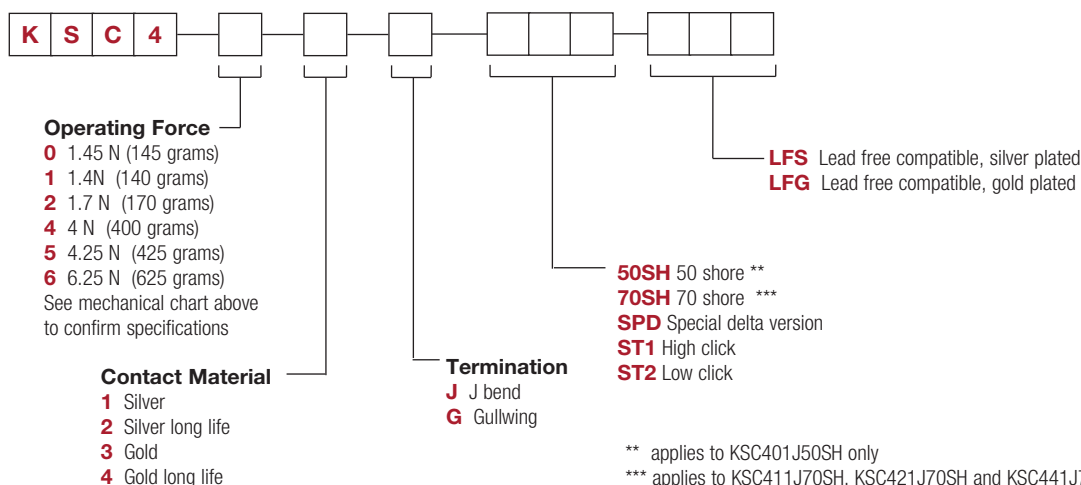 K S C 4
Operating Force
0 1.45 N (145 grams)
1 1.4N (140 grams)
2 1.7 N (170 grams)
4 4 N (400 grams)
5 4.25 N (425 grams)
6 6.25 N (625 grams)
See mechanical chart above
to confirm specifications
Contact Material
1 Silver
2 Silver long life
3 Gold
4 Gold long life
Termination
J J bend
G Gullwing
50SH 50 shore **
70SH 70 shore ***
SPD Special delta version
ST1 High click
ST2 Low click
LFS Lead free compatible, silver plated
LFG Lead free compatible, gold plated
** applies to KSC401J50SH only
*** applies to KSC411J70SH, KSC421J70SH and